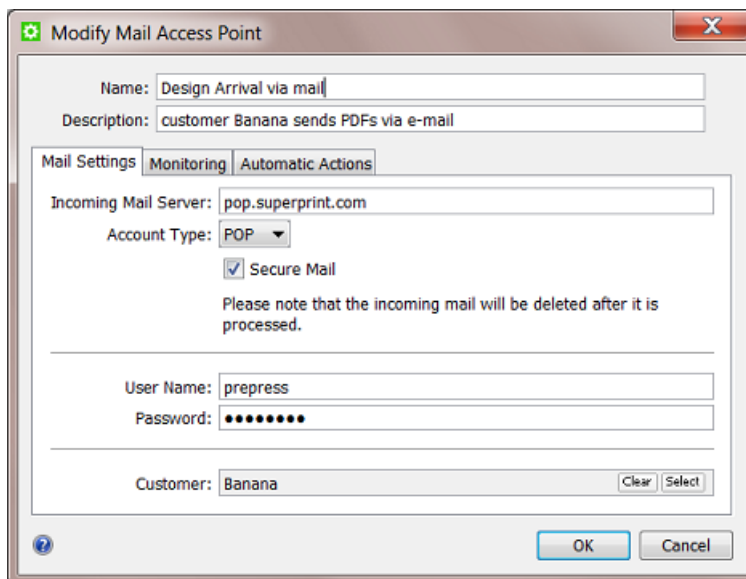 Modify Mail Access Point
Name: Design Arrival via mail
Description: customer Banana sends PDFs via e-mail
Mail Settings Monitoring Automatic Actions
Incoming Mail Server: pop.superprint.com
Account Type: POP
Secure Mail
Please note that the incoming mail will be deleted after it is
processed.
User Name: prepress
Password: ●●●●●●●●
Customer: Banana Clear Select
OK Cancel